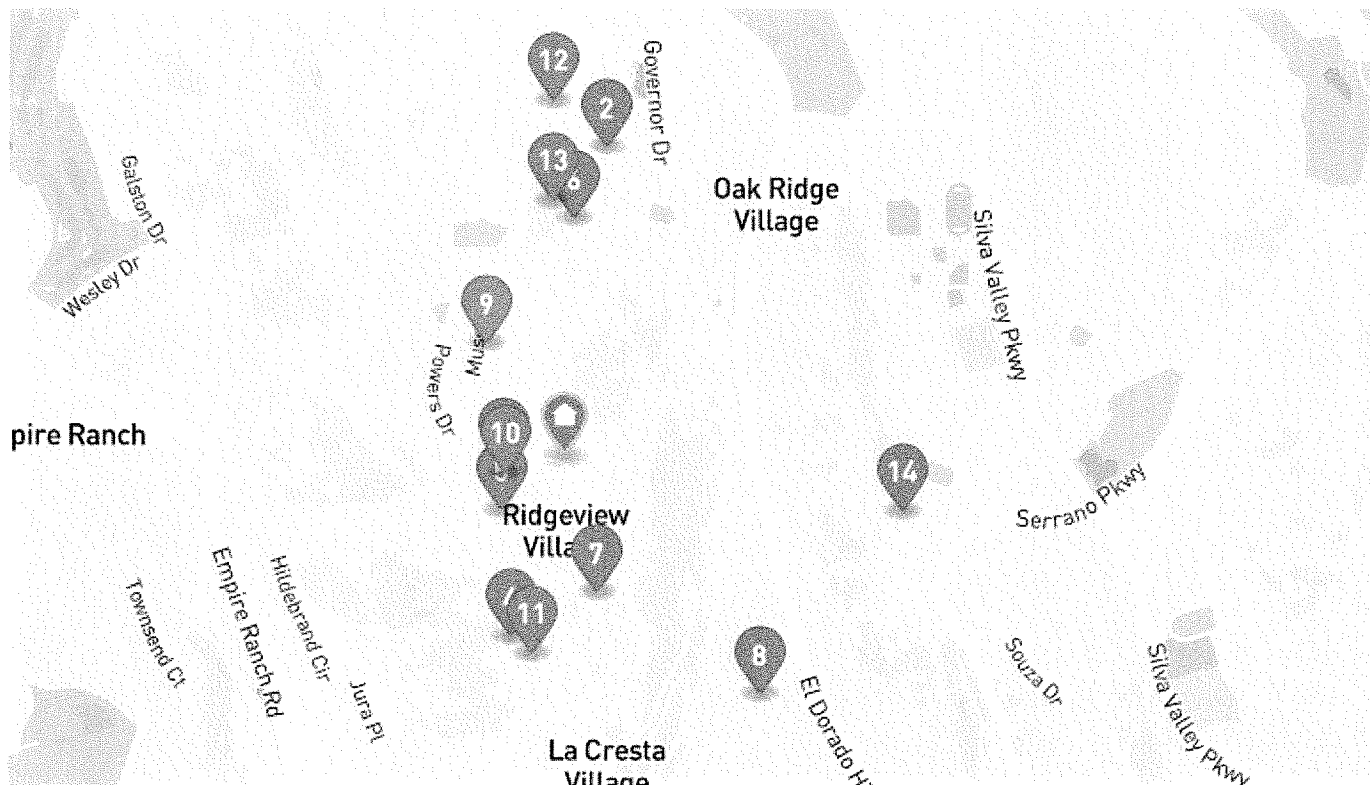 12
2
Governor Dr
13
Galston Dr
Oak Ridge
Village
Silva Valley Pkwy
Wesley Dr
9
Powers Dr
10
pire Ranch
14
Serrano Pkwy
Ridgeview
7
11
Townsend Ct
Empire Ranch Rd
Hildebrand Cir
Jura Pl
8
Souza Dr
Silva Valley Pkwy
El Dorado
La Cresta
Village